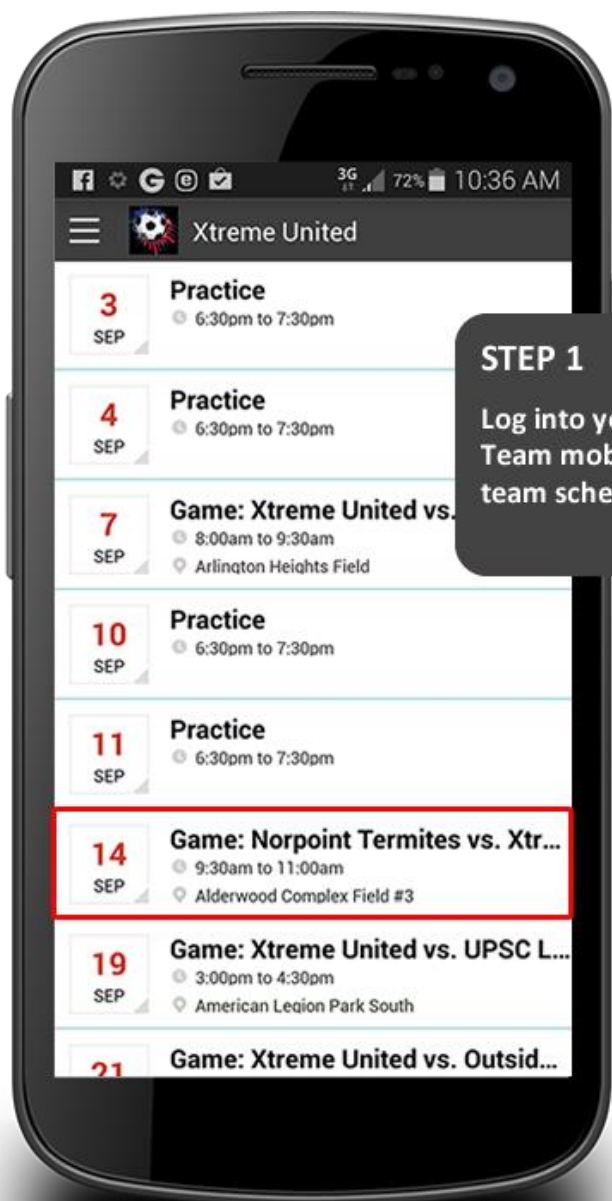 3G 72% 10:36 AM
Xtreme United
3
SEP
Practice
6:30pm to 7:30pm
4
SEP
Practice
6:30pm to 7:30pm
7
SEP
Game: Xtreme United vs.
8:00am to 9:30am
Arlington Heights Field
STEP 1
Log into
Team
team
10
SEP
Practice
6:30pm to 7:30pm
11
SEP
Practice
6:30pm to 7:30pm
14
SEP
Game: Norpoint Termites vs. Xtr...
9:30am to 11:00am
Alderwood Complex Field #3
19
SEP
Game: Xtreme United vs. UPSC L...
3:00pm to 4:30pm
American Legion Park South
21
Game: Xtreme United vs. Outsid...